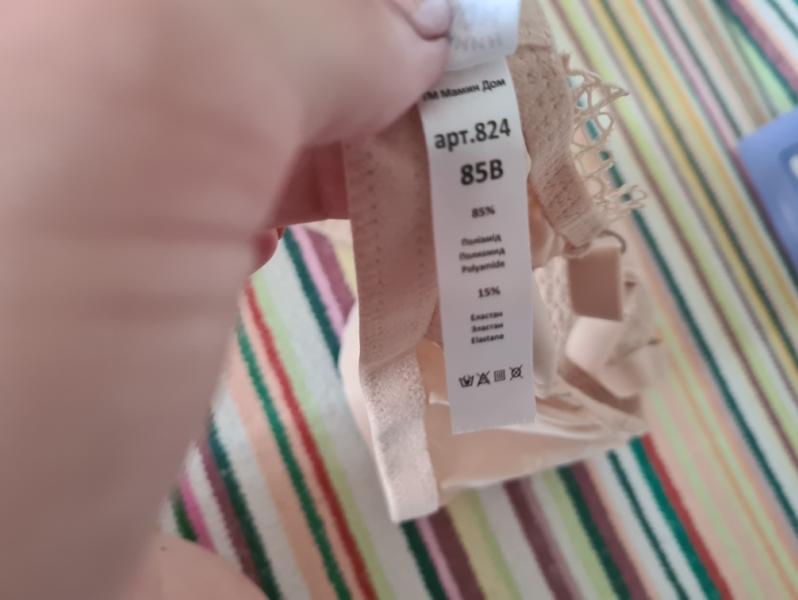 ТМ Мамин Дом
арт.824
85B
85%
Поліамід
Полиамид
Polyamide
15%
Еластан
Эластан
Elastane